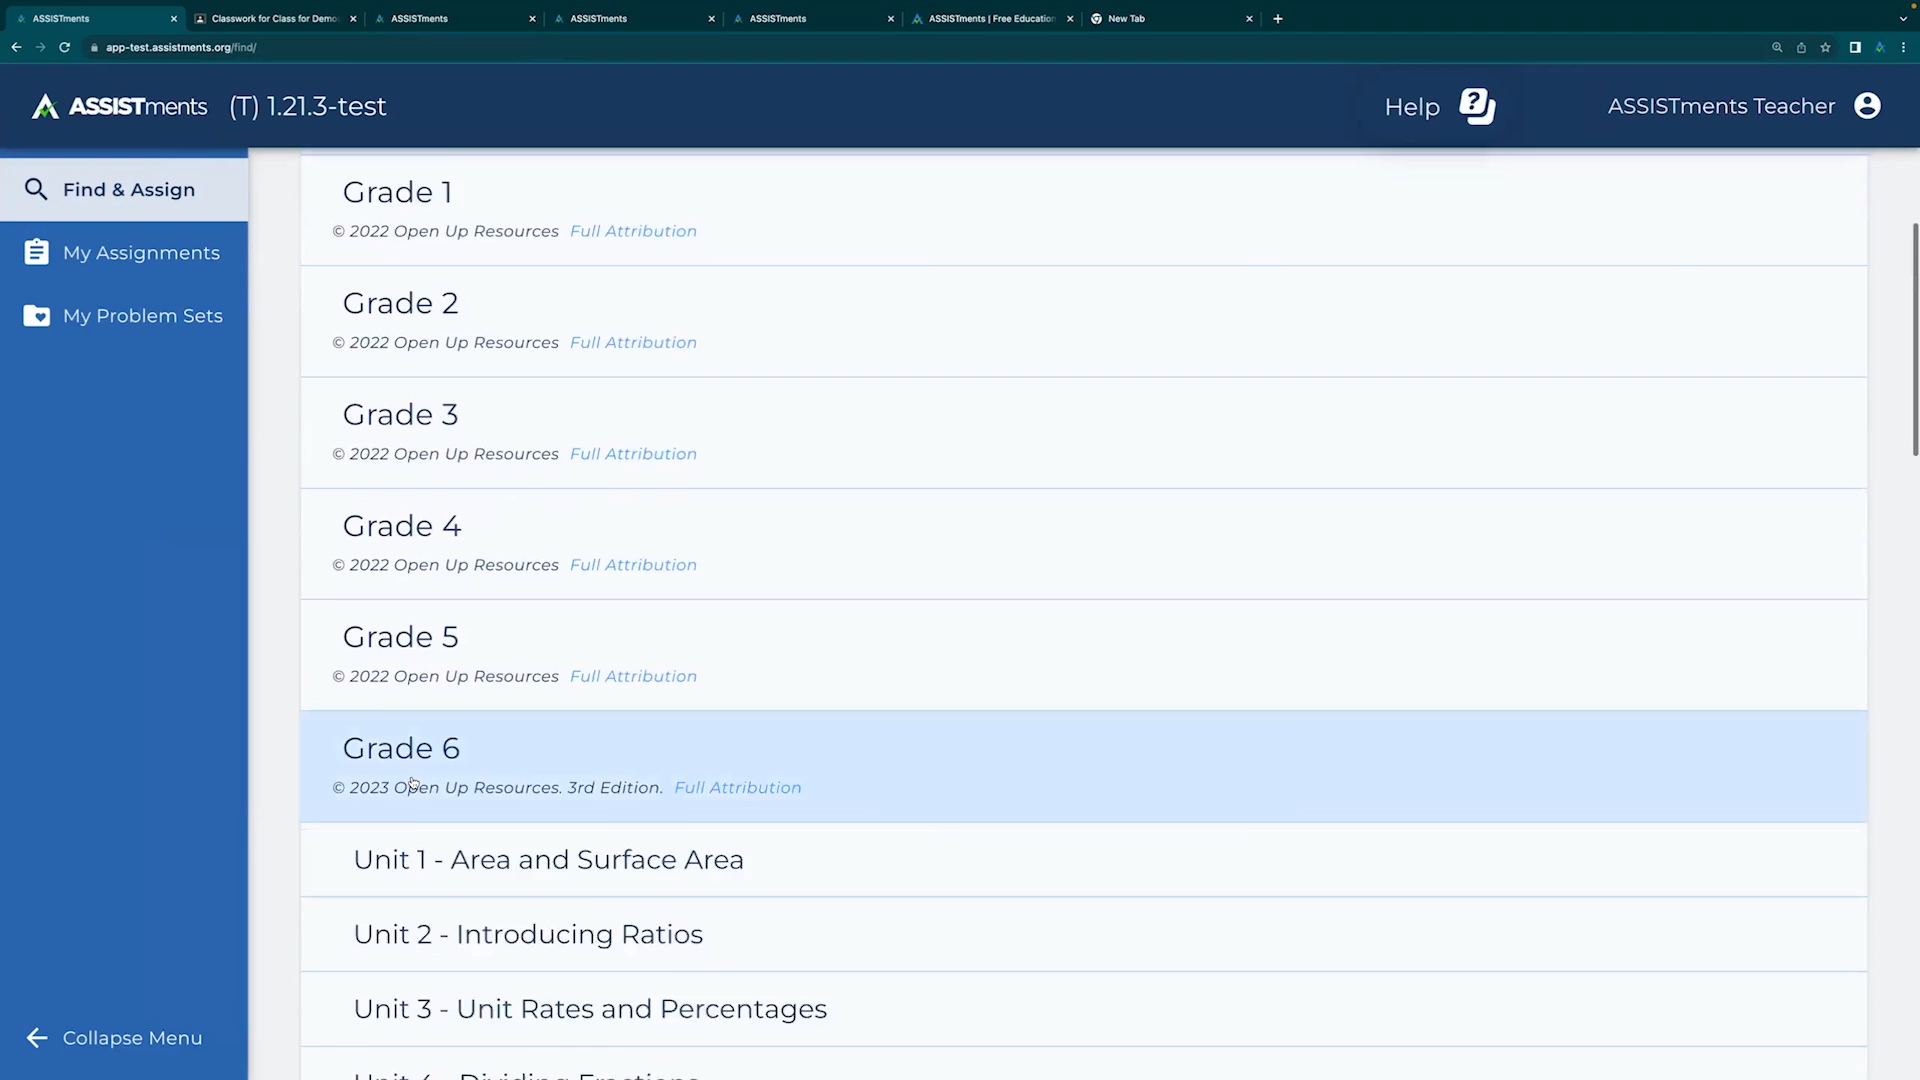 ASSISTments
Classwork for Class for Demo
ASSISTments
ASSISTments
ASSISTments
ASSISTments | Free Education
New Tab
app-test.assistments.org/find/
ASSISTments (T) 1.21.3-test
Help
ASSISTments Teacher
Find & Assign
My Assignments
My Problem Sets
Collapse Menu
Grade 1
© 2022 Open Up Resources Full Attribution
Grade 2
© 2022 Open Up Resources Full Attribution
Grade 3
© 2022 Open Up Resources Full Attribution
Grade 4
© 2022 Open Up Resources Full Attribution
Grade 5
© 2022 Open Up Resources Full Attribution
Grade 6
© 2023 Open Up Resources. 3rd Edition. Full Attribution
Unit 1 - Area and Surface Area
Unit 2 - Introducing Ratios
Unit 3 - Unit Rates and Percentages
Unit 4 - Dividing Fractions